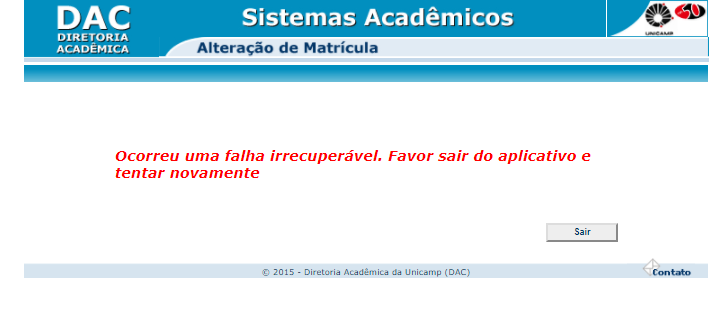 DAC
DIRETORIA
ACADÊMICA
Sistemas Acadêmicos
Alteração de Matrícula
UNICAMP
Ocorreu uma falha irrecuperável. Favor sair do aplicativo e
tentar novamente
Sair
© 2015 - Diretoria Acadêmica da Unicamp (DAC)
Contato